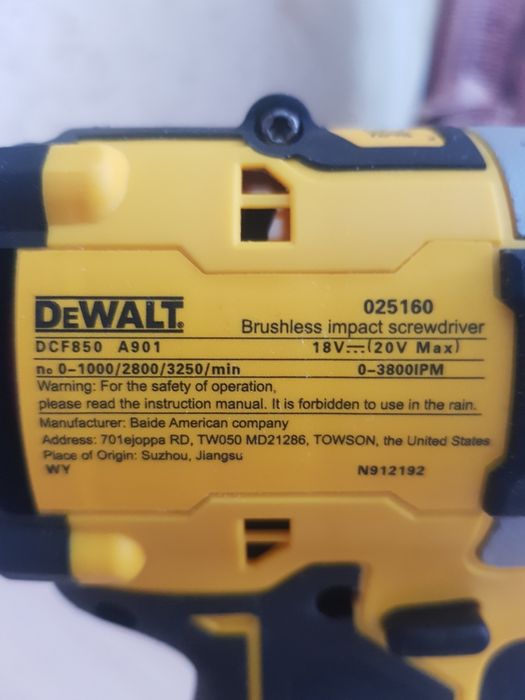 025160
DEWALT®
Brushless impact screwdriver
DCF850 A901 18V⎓(20V Max)
n₀ 0-1000/2800/3250/min 0-3800IPM
Warning: For the safety of operation,
please read the instruction manual. It is forbidden to use in the rain.
Manufacturer: Baide American company
Address: 701ejoppa RD, TW050 MD21286, TOWSON, the United States
Place of Origin: Suzhou, Jiangsu
WY N912192